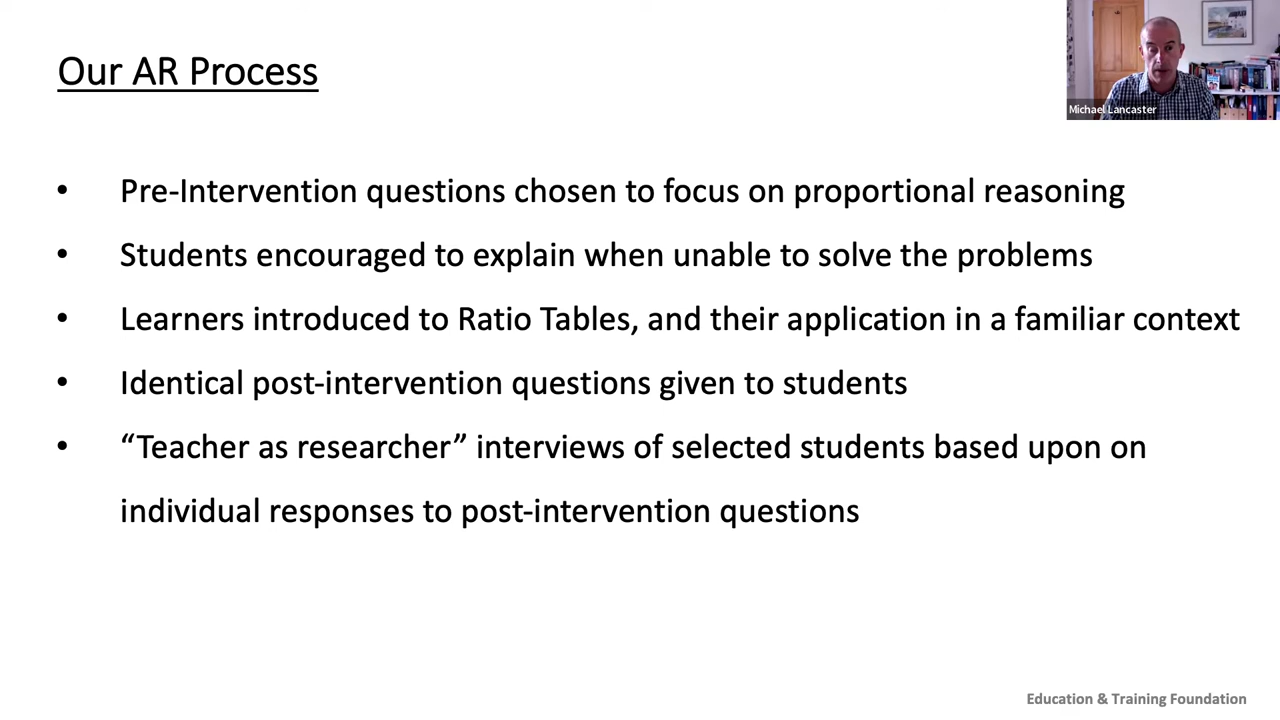 Our AR Process
Michael Lancaster
• Pre-Intervention questions chosen to focus on proportional reasoning
• Students encouraged to explain when unable to solve the problems
• Learners introduced to Ratio Tables, and their application in a familiar context
• Identical post-intervention questions given to students
• “Teacher as researcher” interviews of selected students based upon on
individual responses to post-intervention questions
Education & Training Foundation